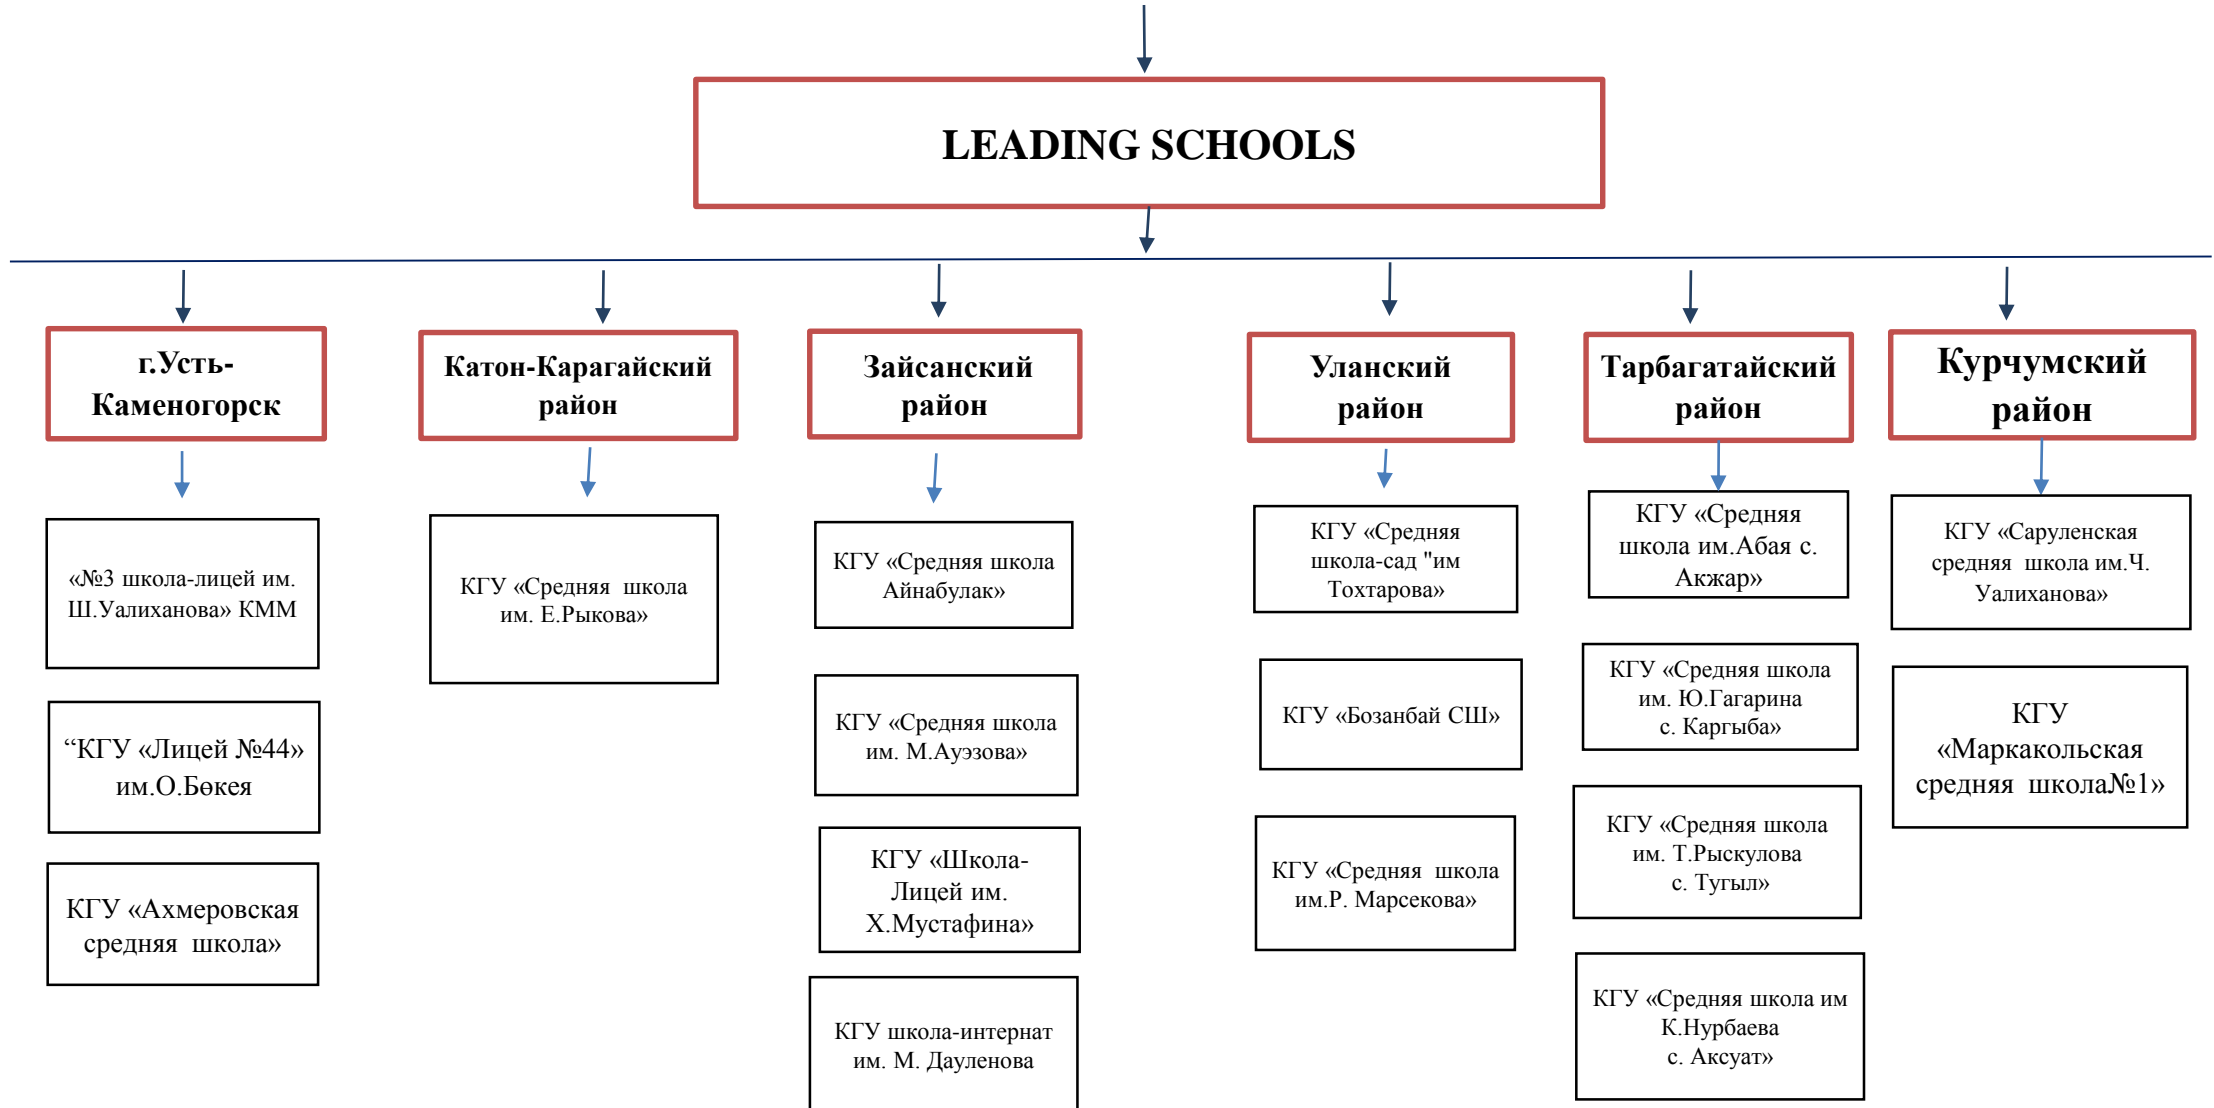 LEADING SCHOOLS
г.Усть-
Каменогорск
Катон-Карагайский
район
Зайсанский
район
Уланский
район
Тарбагатайский
район
Курчумский
район
«№3 школа-лицей им.
Ш.Уалиханова» КММ
“КГУ «Лицей №44»
им.О.Бөкея
КГУ «Ахмеровская
средняя школа»
КГУ «Средняя школа
им. Е.Рыкова»
КГУ «Средняя школа
Айнабулак»
КГУ «Средняя школа
им. М.Ауэзова»
КГУ «Школа-
Лицей им.
Х.Мустафина»
КГУ школа-интернат
им. М. Дауленова
КГУ «Средняя
школа-сад "им
Тохтарова»
КГУ «Бозанбай СШ»
КГУ «Средняя школа
им.Р. Марсекова»
КГУ «Средняя
школа им.Абая с.
Акжар»
КГУ «Средняя школа
им. Ю.Гагарина
с. Каргыба»
КГУ «Средняя школа
им. Т.Рыскулова
с. Тугыл»
КГУ «Средняя школа им
К.Нурбаева
с. Аксуат»
КГУ «Саруленская
средняя школа им.Ч.
Уалиханова»
КГУ
«Маркакольская
средняя школа№1»